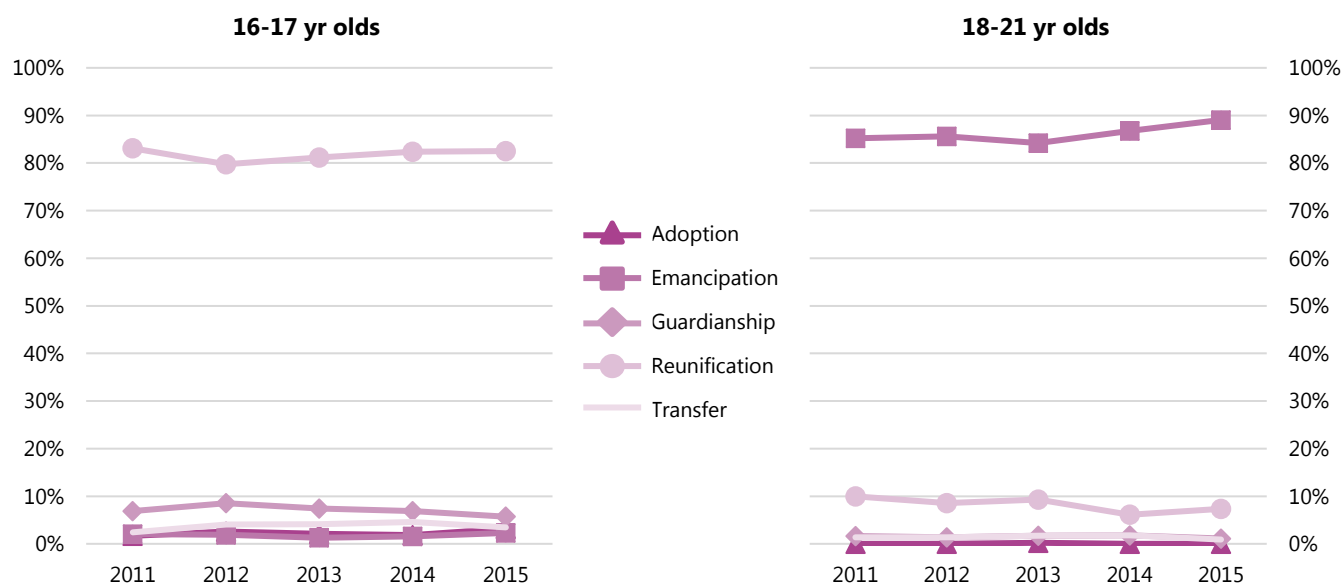 16-17 yr olds
100%
90%
80%
70%
60%
50%
40%
30%
20%
10%
0%
2011 2012 2013 2014 2015
Adoption
Emancipation
Guardianship
Reunification
Transfer
18-21 yr olds
100%
90%
80%
70%
60%
50%
40%
30%
20%
10%
0%
2011 2012 2013 2014 2015